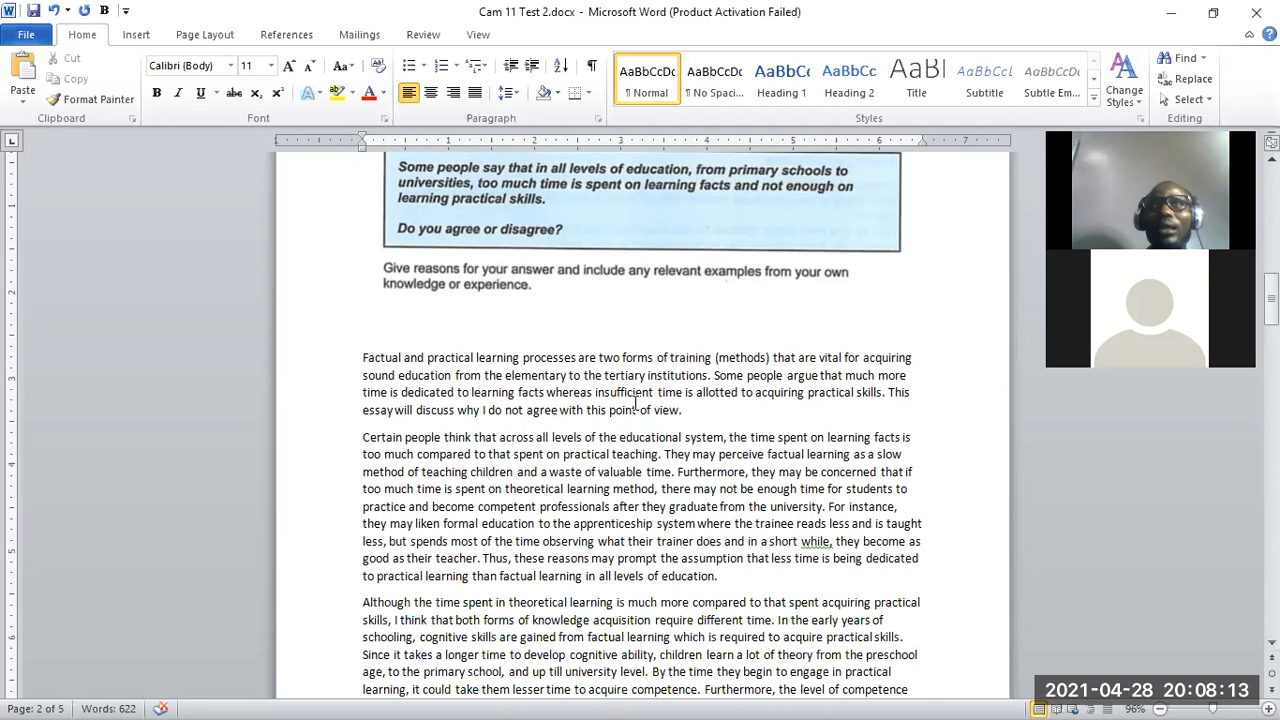 Cam 11 Test 2.docx - Microsoft Word (Product Activation Failed)
File Home Insert Page Layout References Mailings Review View
Cut
Copy
Format Painter
Paste
Clipboard
Calibri (Body) 11
Font
Paragraph
AaBbCcDc AaBbCcDc AaBbCc AaBbCc AaBl AaBbCcDc AaBbCcDc
¶ Normal ¶ No Spaci... Heading 1 Heading 2 Title Subtitle Subtle Em...
Styles
Change Styles
Find
Replace
Select
Editing
1 2 3 4 5 6 7
Some people say that in all levels of education, from primary schools to
universities, too much time is spent on learning facts and not enough on
learning practical skills.
Do you agree or disagree?
Give reasons for your answer and include any relevant examples from your own
knowledge or experience.
Factual and practical learning processes are two forms of training (methods) that are vital for acquiring
sound education from the elementary to the tertiary institutions. Some people argue that much more
time is dedicated to learning facts whereas insufficient time is allotted to acquiring practical skills. This
essay will discuss why I do not agree with this point of view.
Certain people think that across all levels of the educational system, the time spent on learning facts is
too much compared to that spent on practical teaching. They may perceive factual learning as a slow
method of teaching children and a waste of valuable time. Furthermore, they may be concerned that if
too much time is spent on theoretical learning method, there may not be enough time for students to
practice and become competent professionals after they graduate from the university. For instance,
they may liken formal education to the apprenticeship system where the trainee reads less and is taught
less, but spends most of the time observing what their trainer does and in a short while, they become as
good as their teacher. Thus, these reasons may prompt the assumption that less time is being dedicated
to practical learning than factual learning in all levels of education.
Although the time spent in theoretical learning is much more compared to that spent acquiring practical
skills, I think that both forms of knowledge acquisition require different time. In the early years of
schooling, cognitive skills are gained from factual learning which is required to acquire practical skills.
Since it takes a longer time to develop cognitive ability, children learn a lot of theory from the preschool
age, to the primary school, and up till university level. By the time they begin to engage in practical
learning, it could take them lesser time to acquire competence. Furthermore, the level of competence
2021-04-28 20:08:13
Page: 2 of 5 Words: 622 96%